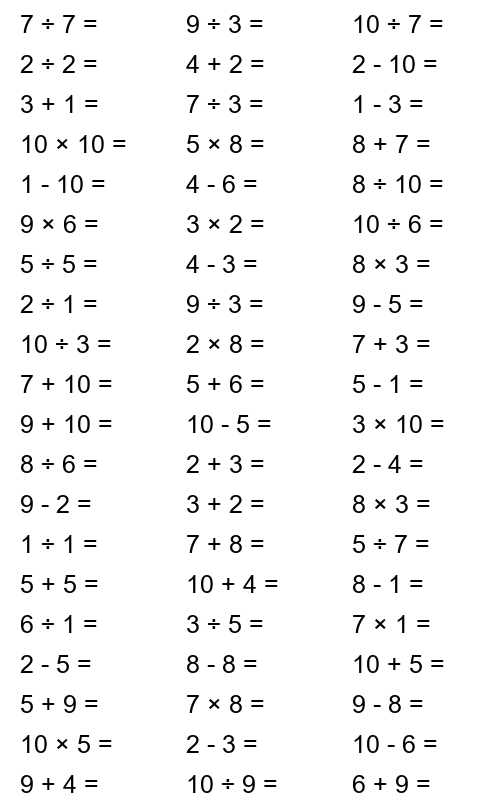 7 ÷ 7 = 9 ÷ 3 = 10 ÷ 7 =
2 ÷ 2 = 4 + 2 = 2 - 10 =
3 + 1 = 7 ÷ 3 = 1 - 3 =
10 × 10 = 5 × 8 = 8 + 7 =
1 - 10 = 4 - 6 = 8 ÷ 10 =
9 × 6 = 3 × 2 = 10 ÷ 6 =
5 ÷ 5 = 4 - 3 = 8 × 3 =
2 ÷ 1 = 9 ÷ 3 = 9 - 5 =
10 ÷ 3 = 2 × 8 = 7 + 3 =
7 + 10 = 5 + 6 = 5 - 1 =
9 + 10 = 10 - 5 = 3 × 10 =
8 ÷ 6 = 2 + 3 = 2 - 4 =
9 - 2 = 3 + 2 = 8 × 3 =
1 ÷ 1 = 7 + 8 = 5 ÷ 7 =
5 + 5 = 10 + 4 = 8 - 1 =
6 ÷ 1 = 3 ÷ 5 = 7 × 1 =
2 - 5 = 8 - 8 = 10 + 5 =
5 + 9 = 7 × 8 = 9 - 8 =
10 × 5 = 2 - 3 = 10 - 6 =
9 + 4 = 10 ÷ 9 = 6 + 9 =